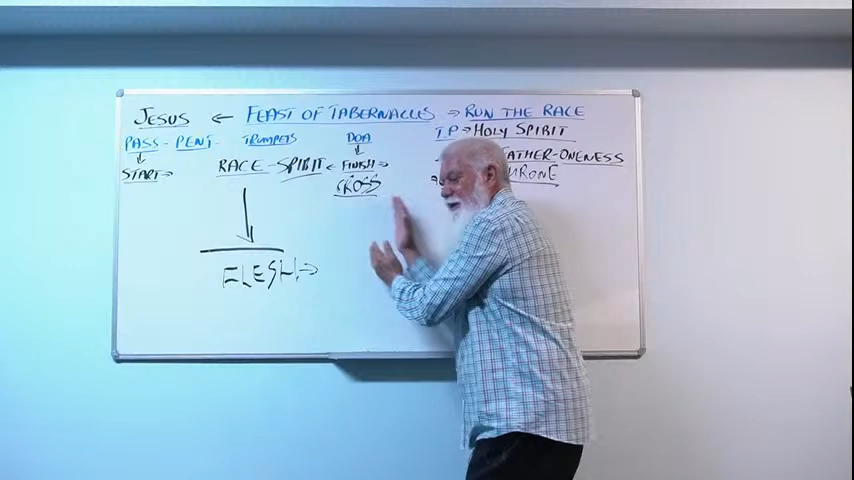 JESUS ← FEAST OF TABERNACLES → RUN THE RACE
PASS - PENT - TRUMPETS DOA T.P → HOLY SPIRIT
START → RACE - SPIRIT ← FINISH → FATHER - ONENESS
CROSS
FLESH →